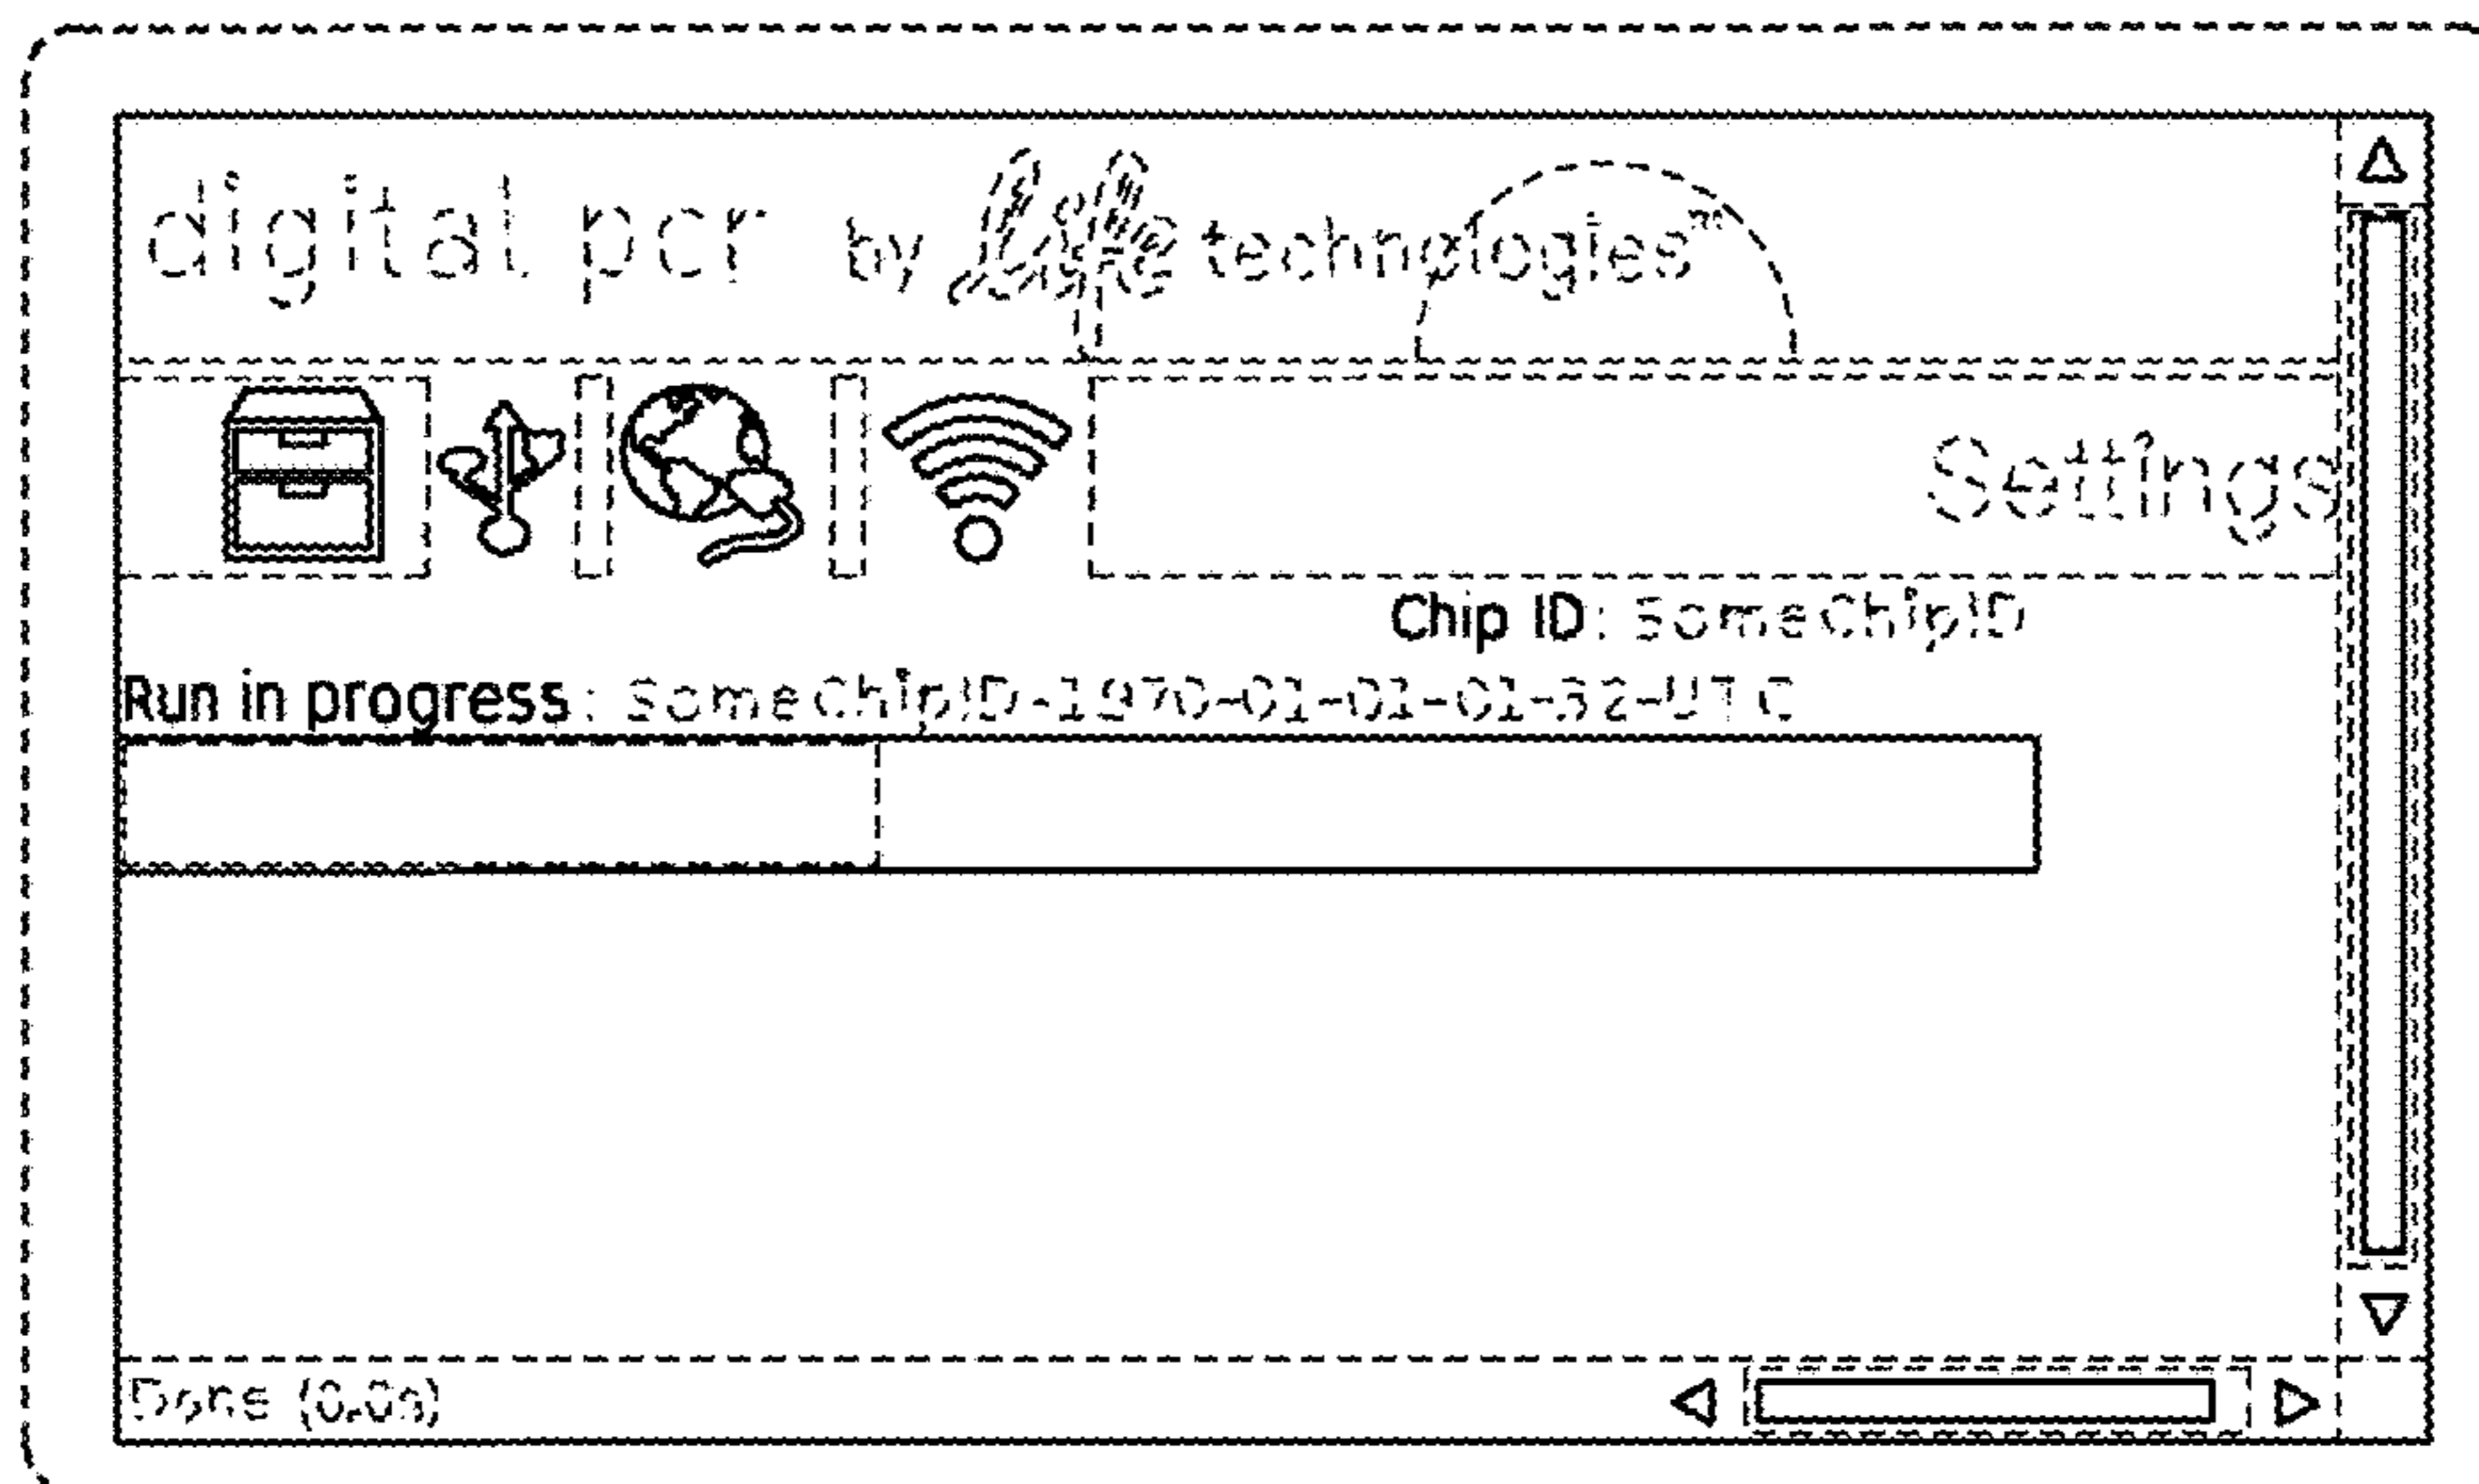 digital pcr by life technologies™
Settings
Chip ID: SomeChipID
Run in progress: SomeChipID-1970-01-01-01-32-UTC
Done (0.0s)